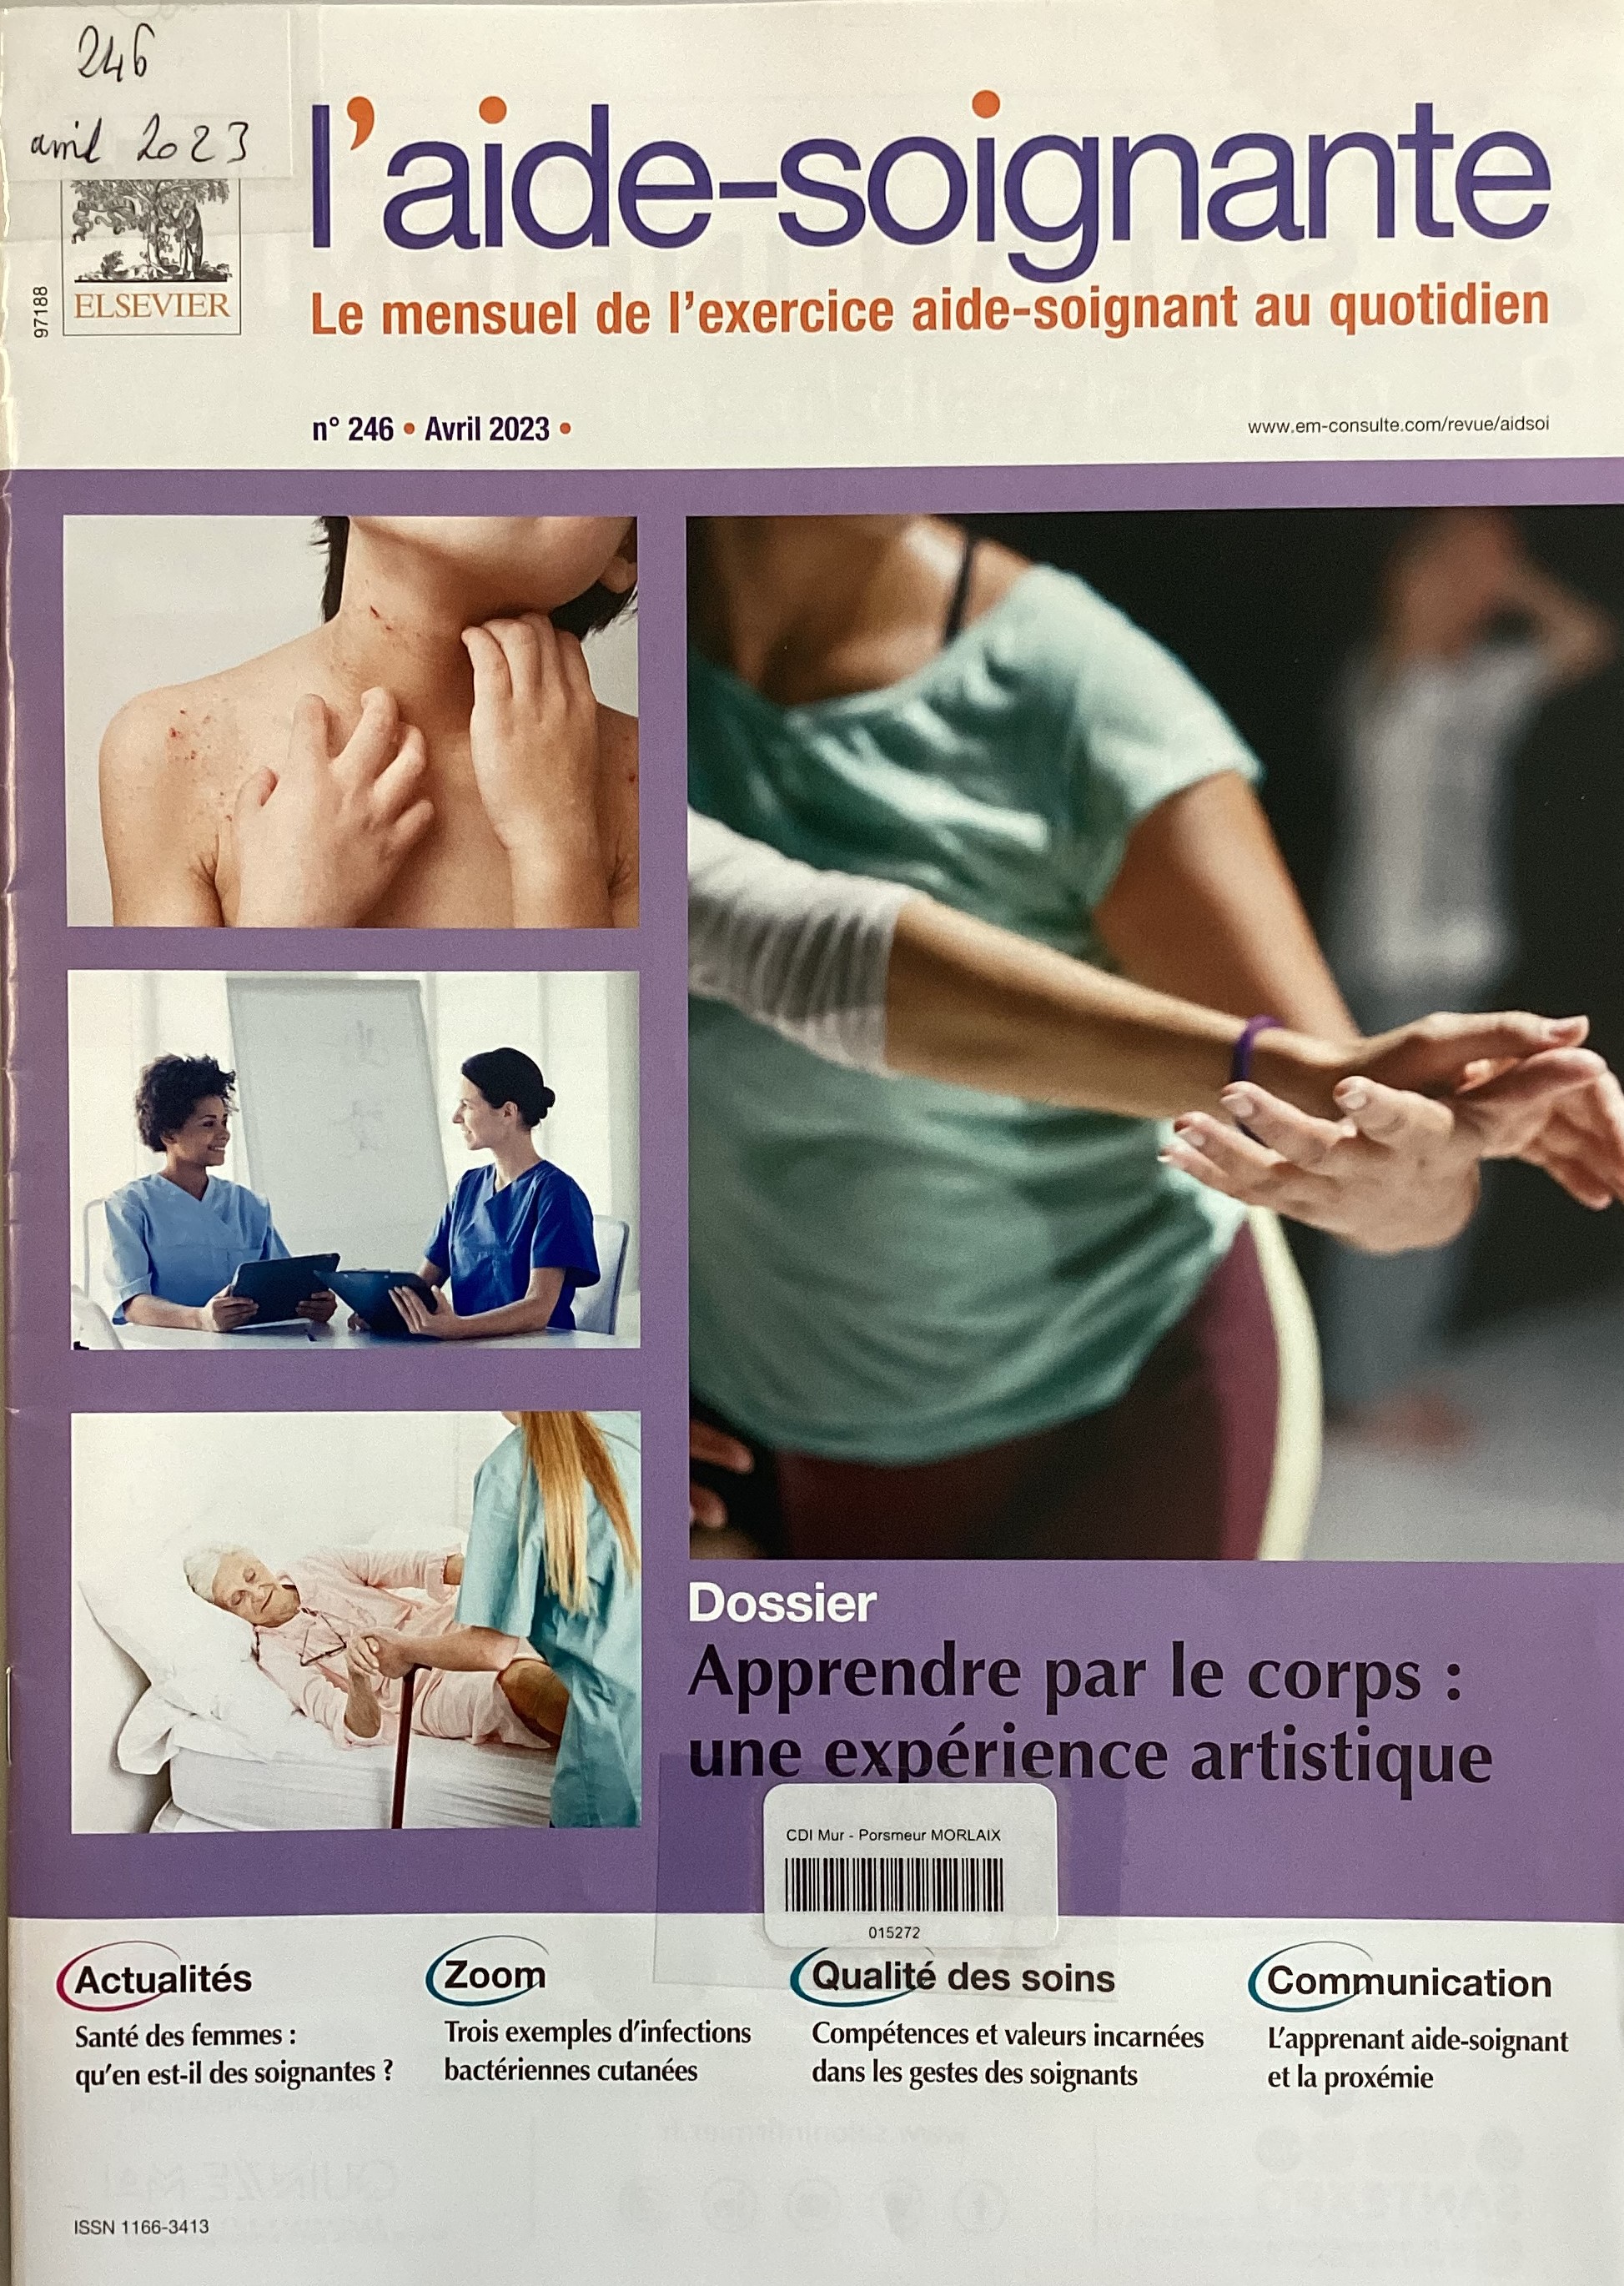 246
avril 2023
l'aide-soignante
ELSEVIER
97188
Le mensuel de l'exercice aide-soignant au quotidien
n° 246 • Avril 2023 •
www.em-consulte.com/revue/aidsoi
Dossier
Apprendre par le corps :
une expérience artistique
CDI Mur - Porsmeur MORLAIX
015272
Actualités
Santé des femmes :
qu'en est-il des soignantes ?
Zoom
Trois exemples d'infections
bactériennes cutanées
Qualité des soins
Compétences et valeurs incarnées
dans les gestes des soignants
Communication
L'apprenant aide-soignant
et la proxémie
ISSN 1166-3413